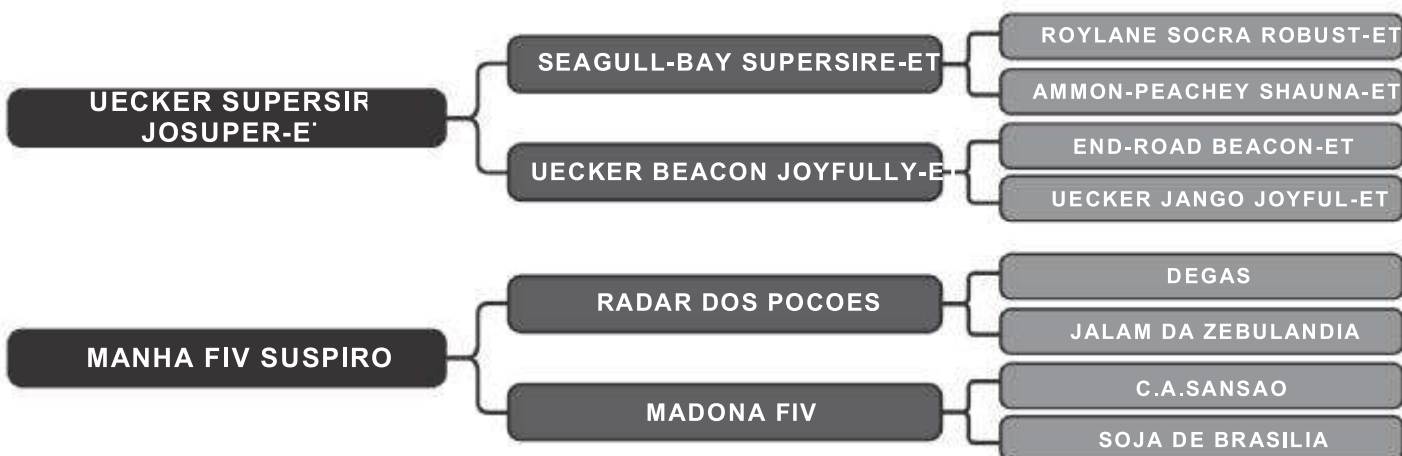 ROYLANE SOCRA ROBUST-ET
SEAGULL-BAY SUPERSIRE-ET
AMMON-PEACHEY SHAUNA-ET
UECKER SUPERSIR
JOSUPER-E
END-ROAD BEACON-ET
UECKER BEACON JOYFULLY-E
UECKER JANGO JOYFUL-ET
DEGAS
RADAR DOS POCOES
JALAM DA ZEBULANDIA
MANHA FIV SUSPIRO
C.A.SANSAO
MADONA FIV
SOJA DE BRASILIA